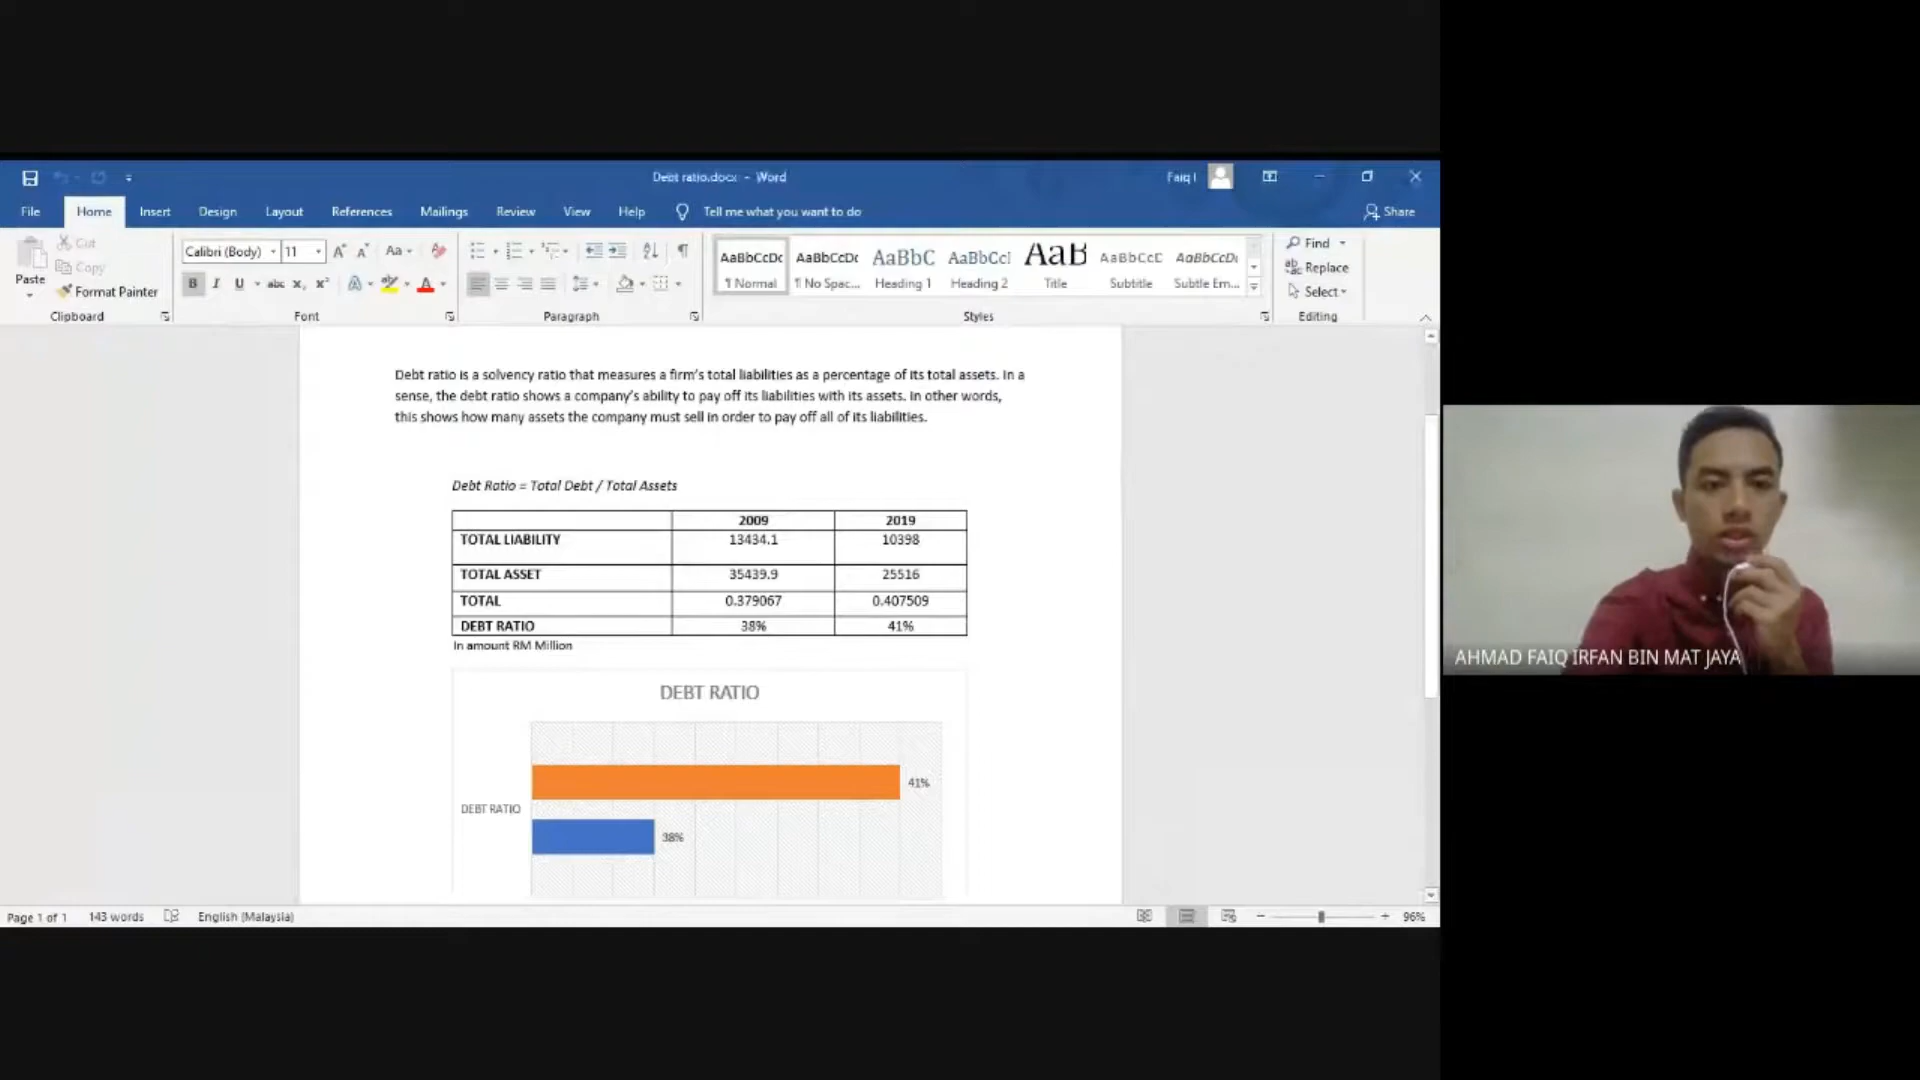 Debt ratio.docx - Word
Faiq I
File Home Insert Design Layout References Mailings Review View Help Tell me what you want to do Share
Paste
Cut
Copy
Format Painter
Clipboard
Calibri (Body) 11
Font
Paragraph
AaBbCcDc AaBbCcDc AaBbC AaBbCcI AaB AaBbCcD AaBbCcDt
¶ Normal ¶ No Spac... Heading 1 Heading 2 Title Subtitle Subtle Em...
Styles
Find
Replace
Select
Editing
Debt ratio is a solvency ratio that measures a firm's total liabilities as a percentage of its total assets. In a
sense, the debt ratio shows a company's ability to pay off its liabilities with its assets. In other words,
this shows how many assets the company must sell in order to pay off all of its liabilities.
Debt Ratio = Total Debt / Total Assets
2009 2019
TOTAL LIABILITY 13434.1 10398
TOTAL ASSET 35439.9 25516
TOTAL 0.379067 0.407509
DEBT RATIO 38% 41%
In amount RM Million
DEBT RATIO
41%
DEBT RATIO
38%
Page 1 of 1 143 words English (Malaysia) 96%
AHMAD FAIQ IRFAN BIN MAT JAYA